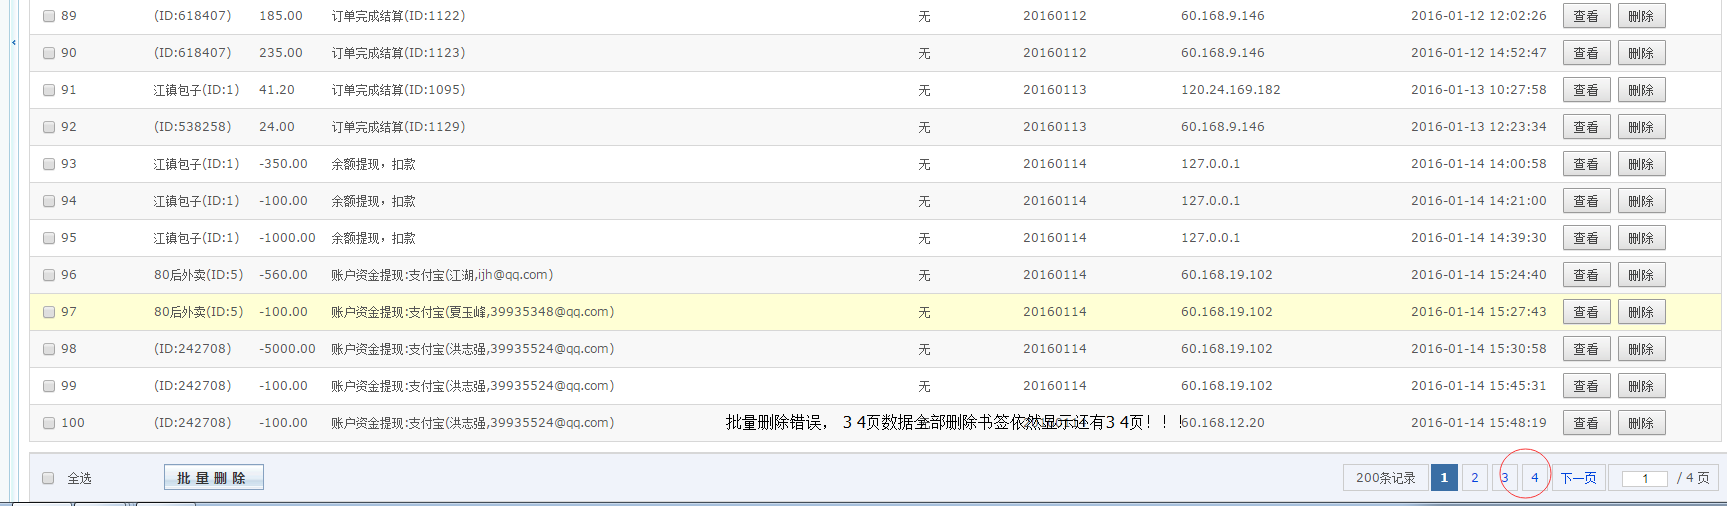 89 (ID:618407) 185.00 订单完成结算(ID:1122) 无 20160112 60.168.9.146 2016-01-12 12:02:26 查看 删除
90 (ID:618407) 235.00 订单完成结算(ID:1123) 无 20160112 60.168.9.146 2016-01-12 14:52:47 查看 删除
91 江镇包子(ID:1) 41.20 订单完成结算(ID:1095) 无 20160113 120.24.169.182 2016-01-13 10:27:58 查看 删除
92 (ID:538258) 24.00 订单完成结算(ID:1129) 无 20160113 60.168.9.146 2016-01-13 12:23:34 查看 删除
93 江镇包子(ID:1) -350.00 余额提现，扣款 无 20160114 127.0.0.1 2016-01-14 14:00:58 查看 删除
94 江镇包子(ID:1) -100.00 余额提现，扣款 无 20160114 127.0.0.1 2016-01-14 14:21:00 查看 删除
95 江镇包子(ID:1) -1000.00 余额提现，扣款 无 20160114 127.0.0.1 2016-01-14 14:39:30 查看 删除
96 80后外卖(ID:5) -560.00 账户资金提现:支付宝(江湖,ijh@qq.com) 无 20160114 60.168.19.102 2016-01-14 15:24:40 查看 删除
97 80后外卖(ID:5) -100.00 账户资金提现:支付宝(夏玉峰,39935348@qq.com) 无 20160114 60.168.19.102 2016-01-14 15:27:43 查看 删除
98 (ID:242708) -5000.00 账户资金提现:支付宝(洪志强,39935524@qq.com) 无 20160114 60.168.19.102 2016-01-14 15:30:58 查看 删除
99 (ID:242708) -100.00 账户资金提现:支付宝(洪志强,39935524@qq.com) 无 20160114 60.168.19.102 2016-01-14 15:45:31 查看 删除
100 (ID:242708) -100.00 账户资金提现:支付宝(洪志强,39935524@qq.com) 批量删除错误， 3 4页数据全部删除书签依然显示还有3 4页！！！ 60.168.12.20 2016-01-14 15:48:19 查看 删除
全选 批量删除 200条记录 1 2 3 4 下一页 1 / 4 页